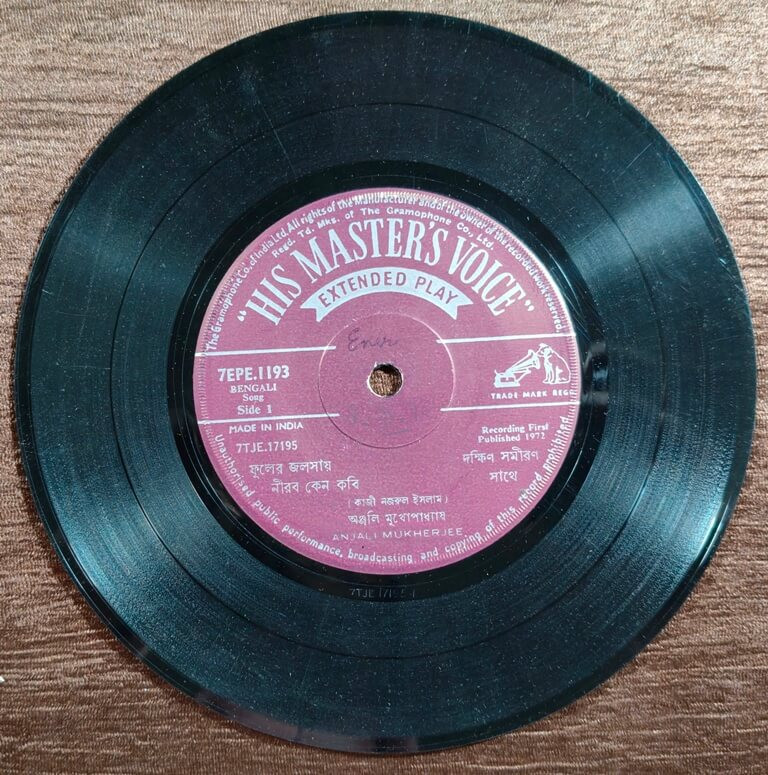 The Gramophone Co. of India Ltd. All rights of the Manufacturer and of the owner of the recorded work reserved.
Regd. Td. Mks. of The Gramophone Co., Ltd.
"HIS MASTER'S VOICE"
EXTENDED PLAY
7EPE.1193
BENGALI
Song
Side 1
TRADE MARK REGD
MADE IN INDIA
7TJE.17195
Recording First
Published 1972
ফুলের জলসায়
নীরব কেন কবি
দক্ষিণ সমীরণ
সাথে
(কাজী নজরুল ইসলাম)
অঞ্জলি মুখোপাধ্যায়
ANJALI MUKHERJEE
Unauthorised public performance, broadcasting and copying of this record prohibited